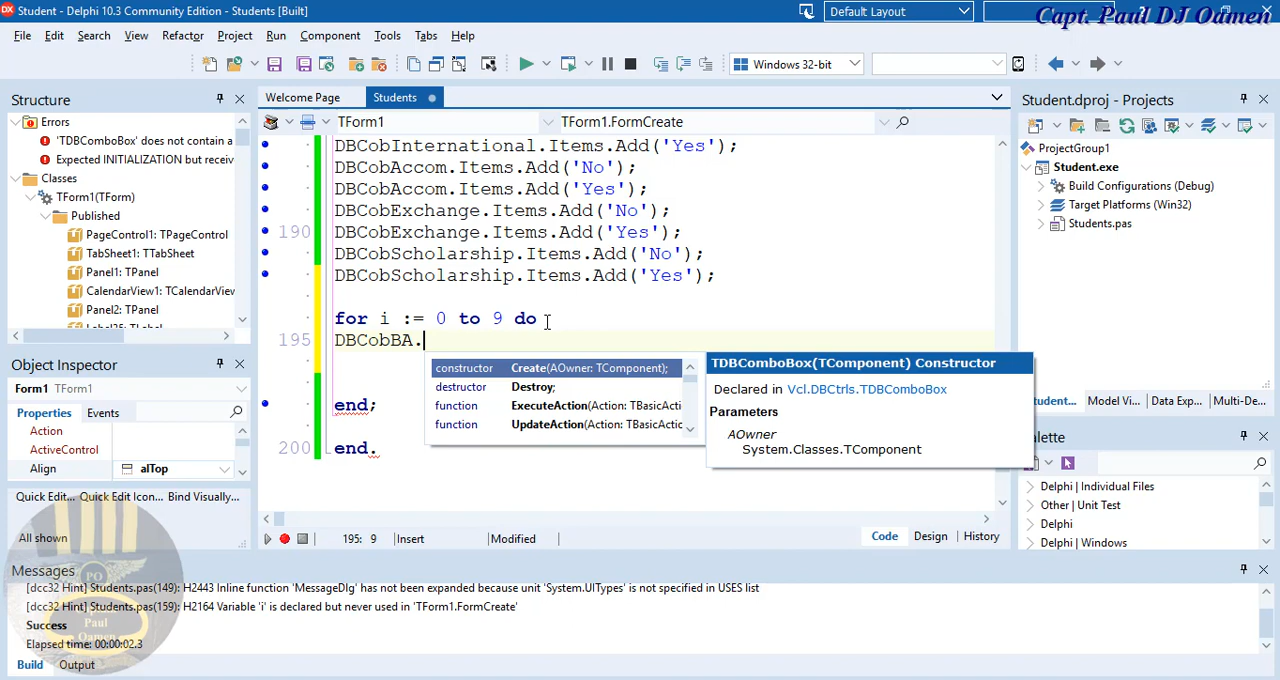 Student - Delphi 10.3 Community Edition - Students [Built]
Default Layout
Capt. Paul DJ Oamen
File Edit Search View Refactor Project Run Component Tools Tabs Help
Windows 32-bit
Structure
Errors
'TDBComboBox' does not contain a
Expected INITIALIZATION but receiv
Classes
TForm1(TForm)
Published
PageControl1: TPageControl
TabSheet1: TTabSheet
Panel1: TPanel
CalendarView1: TCalendarView
Panel2: TPanel
Label25: TLabel
Object Inspector
Form1 TForm1
Properties Events
Action
ActiveControl
Align alTop
Quick Edit... Quick Edit Icon... Bind Visually...
All shown
Welcome Page Students
TForm1 TForm1.FormCreate
DBCobInternational.Items.Add('Yes');
DBCobAccom.Items.Add('No');
DBCobAccom.Items.Add('Yes');
DBCobExchange.Items.Add('No');
190 DBCobExchange.Items.Add('Yes');
DBCobScholarship.Items.Add('No');
DBCobScholarship.Items.Add('Yes');
for i := 0 to 9 do
195 DBCobBA.
constructor Create(AOwner: TComponent);
destructor Destroy;
function ExecuteAction(Action: TBasicActi
function UpdateAction(Action: TBasicActi
TDBComboBox(TComponent) Constructor
Declared in Vcl.DBCtrls.TDBComboBox
Parameters
AOwner
System.Classes.TComponent
end;
200 end.
195: 9 Insert Modified
Code Design History
Student.dproj - Projects
ProjectGroup1
Student.exe
Build Configurations (Debug)
Target Platforms (Win32)
Students.pas
tudent... Model Vi... Data Exp... Multi-De...
alette
Delphi | Individual Files
Other | Unit Test
Delphi
Delphi | Windows
Messages
[dcc32 Hint] Students.pas(149): H2443 Inline function 'MessageDlg' has not been expanded because unit 'System.UITypes' is not specified in USES list
[dcc32 Hint] Students.pas(159): H2164 Variable 'i' is declared but never used in 'TForm1.FormCreate'
Success
Elapsed time: 00:00:02.3
Build Output
PO
Paul
Oamen